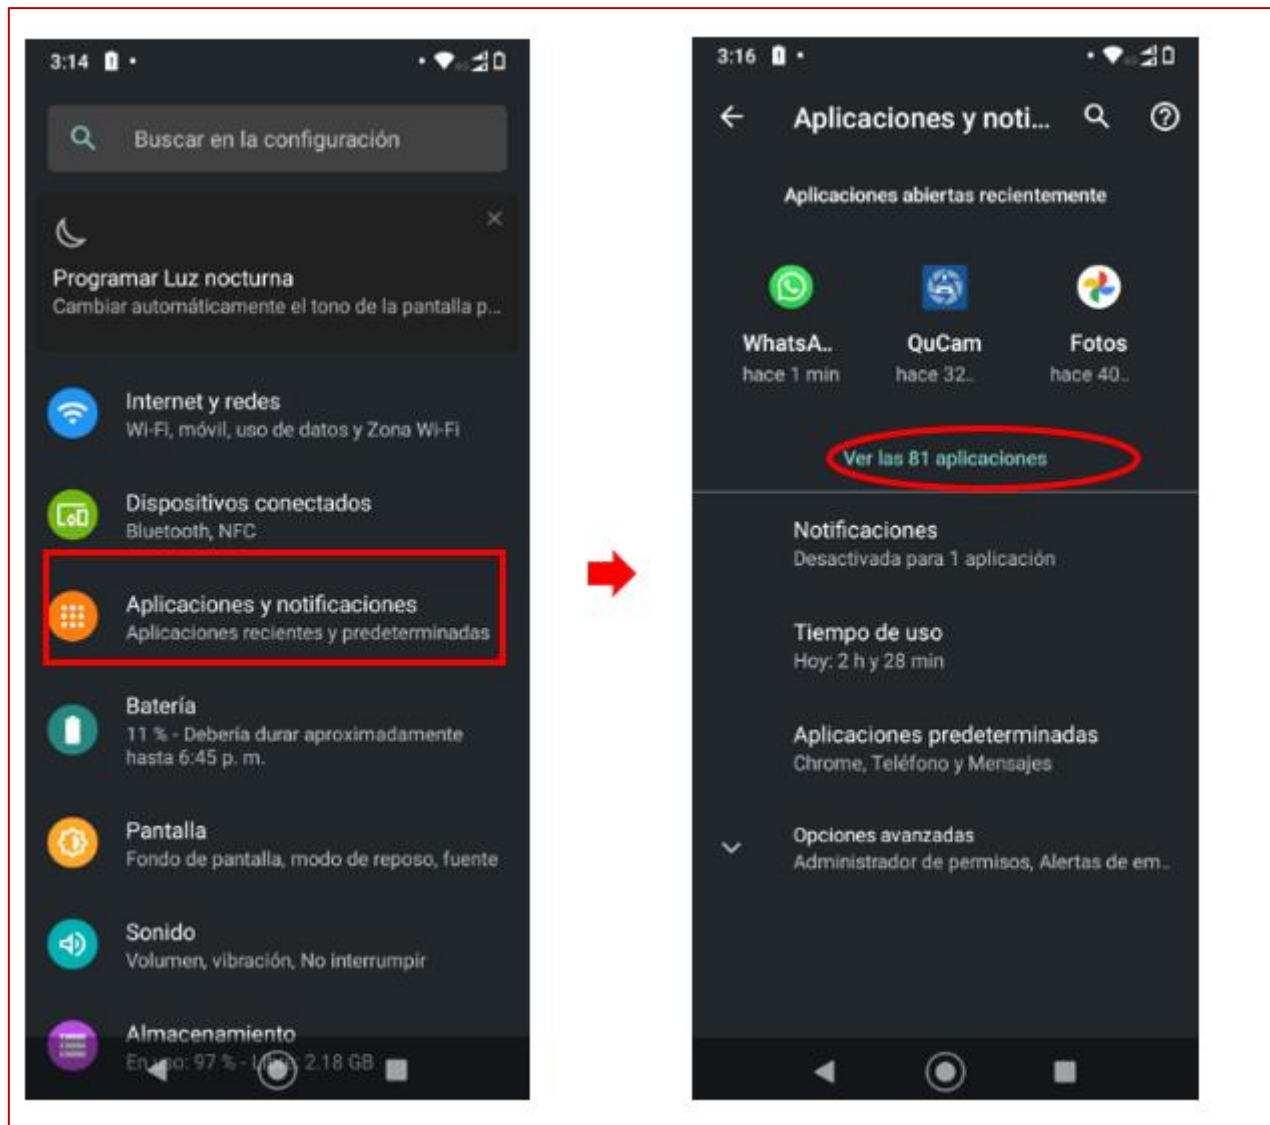 3:14
Buscar en la configuración
Programar Luz nocturna
Cambiar automáticamente el tono de la pantalla p...
Internet y redes
Wi-Fi, móvil, uso de datos y Zona Wi-Fi
Dispositivos conectados
Bluetooth, NFC
Aplicaciones y notificaciones
Aplicaciones recientes y predeterminadas
Batería
11 % - Debería durar aproximadamente
hasta 6:45 p. m.
Pantalla
Fondo de pantalla, modo de reposo, fuente
Sonido
Volumen, vibración, No interrumpir
Almacenamiento
97 % - 2.18 GB
3:16
Aplicaciones y noti...
Aplicaciones abiertas recientemente
WhatsA..
hace 1 min
QuCam
hace 32..
Fotos
hace 40..
Ver las 81 aplicaciones
Notificaciones
Desactivada para 1 aplicación
Tiempo de uso
Hoy: 2 h y 28 min
Aplicaciones predeterminadas
Chrome, Teléfono y Mensajes
Opciones avanzadas
Administrador de permisos, Alertas de em..